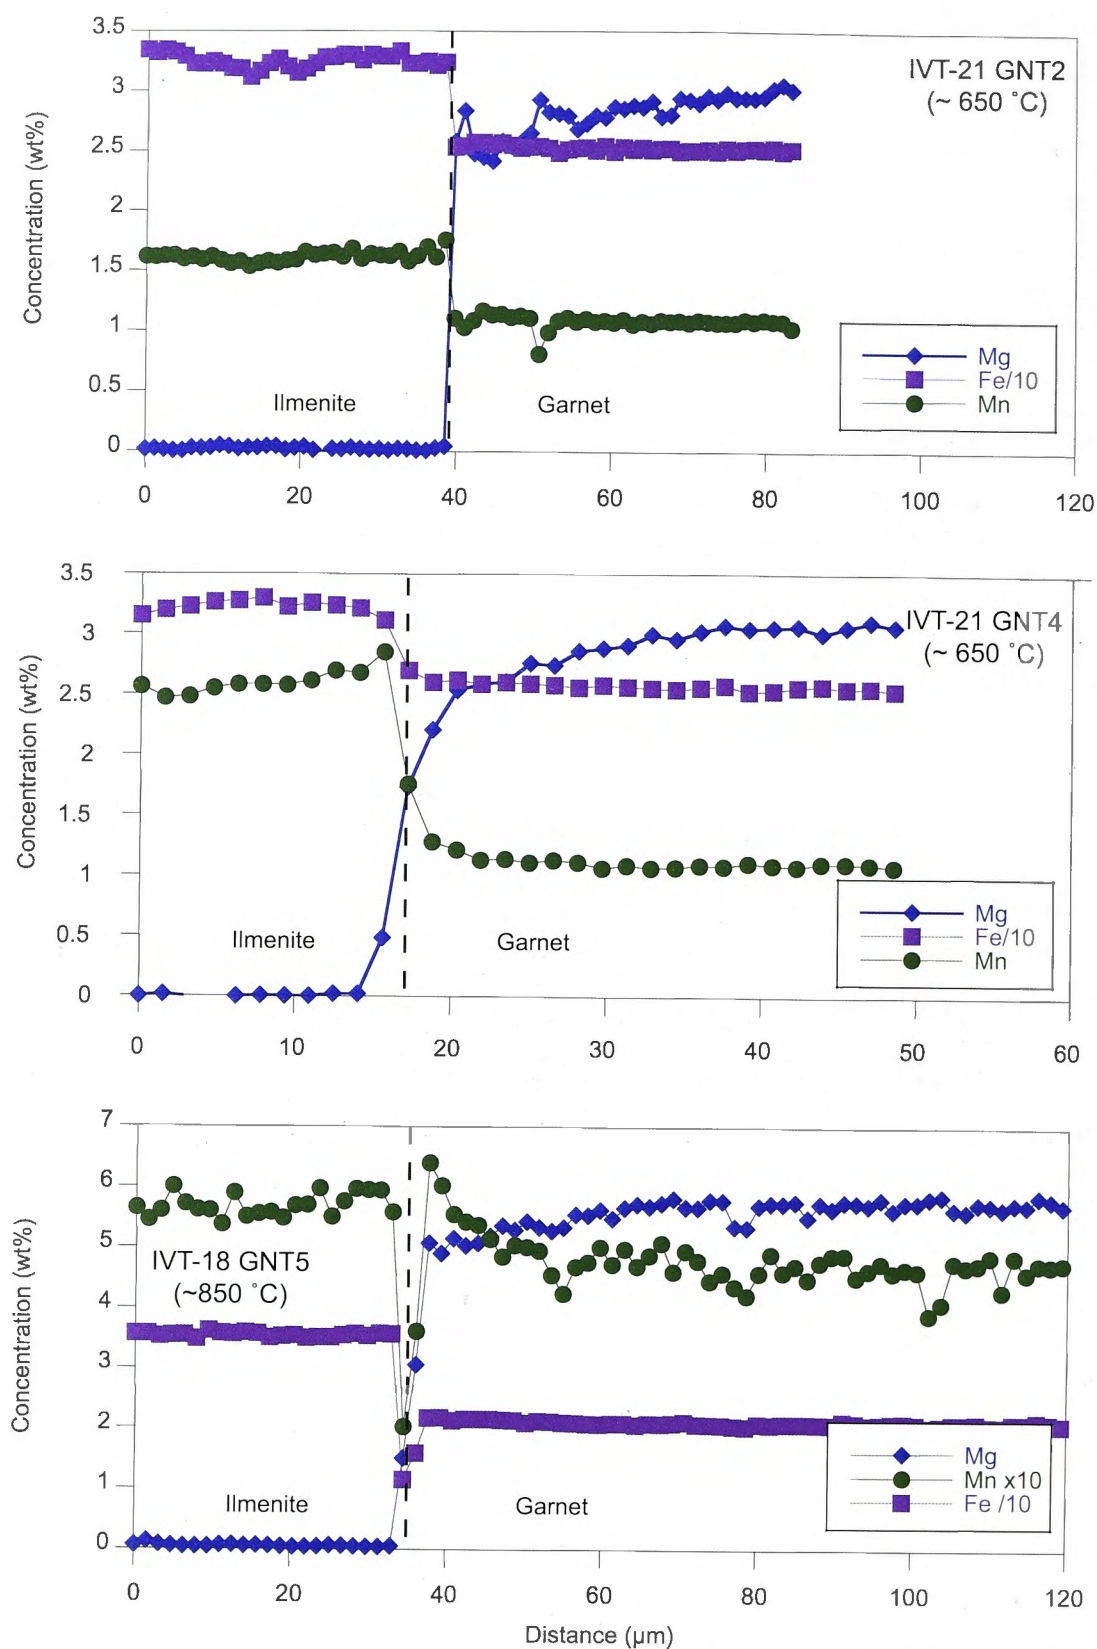 3.5
3
2.5
2
1.5
1
0.5
0
Concentration (wt%)
IVT-21 GNT2
(~ 650 ˚C)
Mg
Fe/10
Mn
Ilmenite
Garnet
0 20 40 60 80 100 120
3.5
3
2.5
2
1.5
1
0.5
0
Concentration (wt%)
IVT-21 GNT4
(~ 650 ˚C)
Mg
Fe/10
Mn
Ilmenite
Garnet
0 10 20 30 40 50 60
7
6
5
4
3
2
1
0
Concentration (wt%)
IVT-18 GNT5
(~850 ˚C)
Mg
Mn x10
Fe /10
Ilmenite
Garnet
0 20 40 60 80 100 120
Distance (µm)